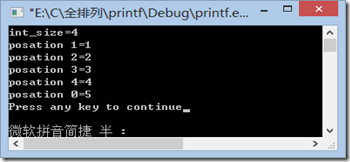 "E:\C\全排列\printf\Debug\printf.e...
int_size=4
posation 1=1
posation 2=2
posation 3=3
posation 4=4
posation 0=5
Press any key to continue
微软拼音简捷 半 :